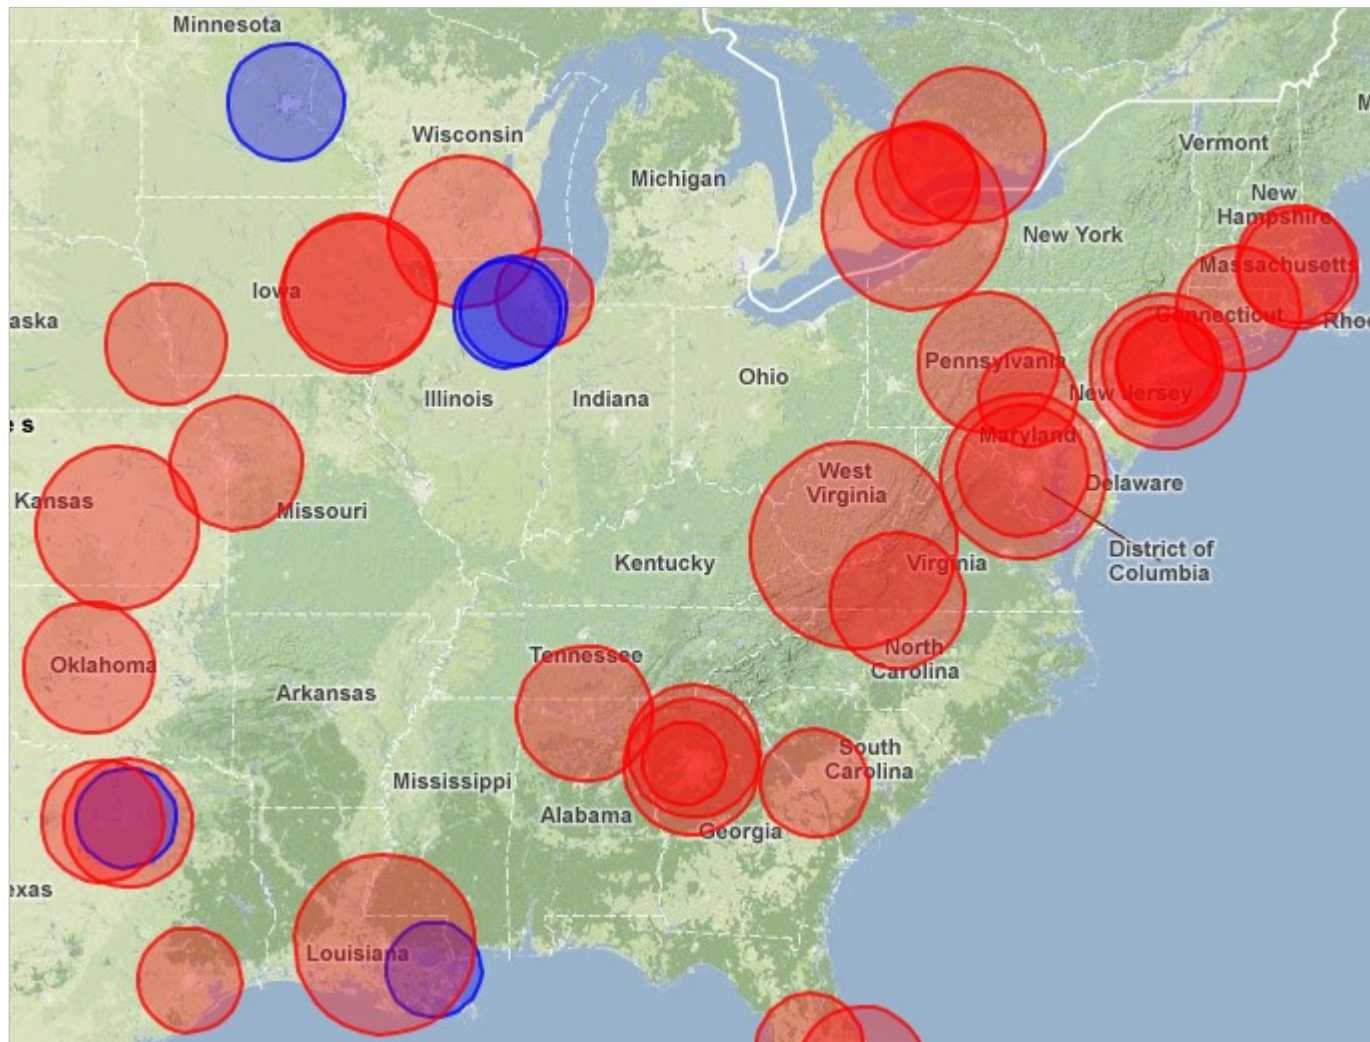 Minnesota
M
Wisconsin
Vermont
Michigan
New
Hampshire
New York
Massachusetts
Iowa
Connecticut
Rhoc
aska
Pennsylvania
Ohio
New Jersey
Illinois
Indiana
e s
Maryland
West
Virginia
Delaware
Kansas
Missouri
District of
Columbia
Kentucky
Virginia
North
Carolina
Tennessee
Oklahoma
Arkansas
South
Carolina
Mississippi
Alabama
Georgia
exas
Louisiana